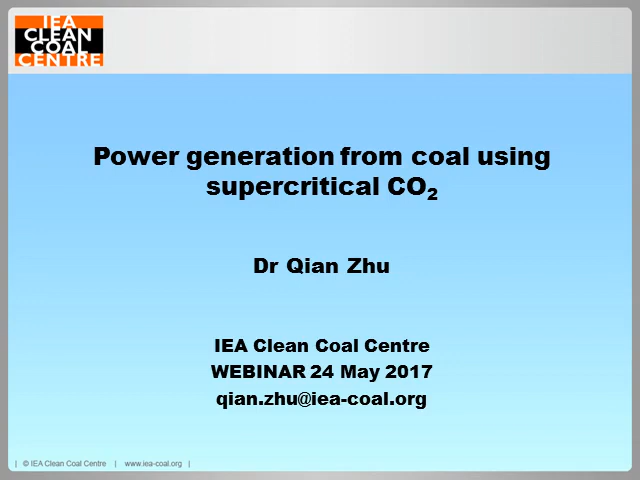 IEA
CLEAN
COAL
CENTRE
Power generation from coal using
supercritical CO₂
Dr Qian Zhu
IEA Clean Coal Centre
WEBINAR 24 May 2017
qian.zhu@iea-coal.org
| © IEA Clean Coal Centre | www.iea-coal.org |